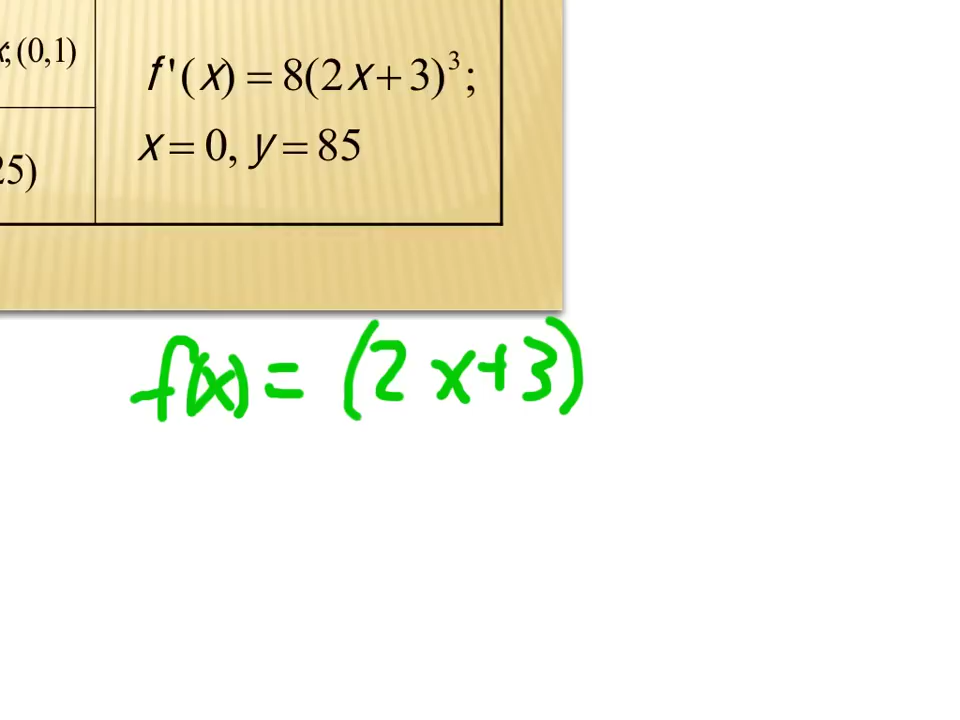 x; (0,1)
f'(x) = 8(2x+3)³;
x = 0, y = 85
25)
f(x) = (2x+3)